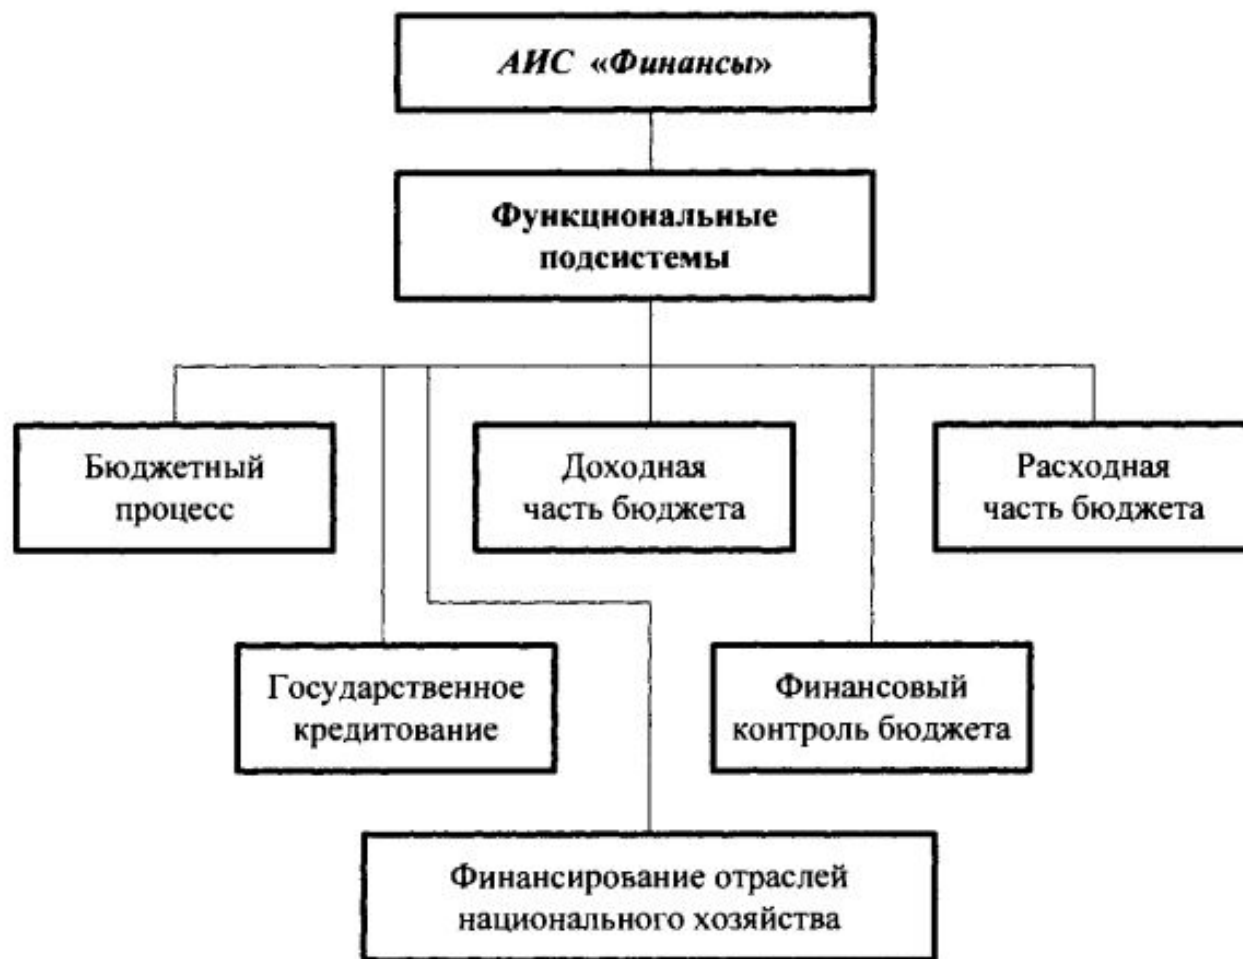 АИС «Финансы»
Функциональные
подсистемы
Бюджетный
процесс
Доходная
часть бюджета
Расходная
часть бюджета
Государственное
кредитование
Финансовый
контроль бюджета
Финансирование отраслей
национального хозяйства